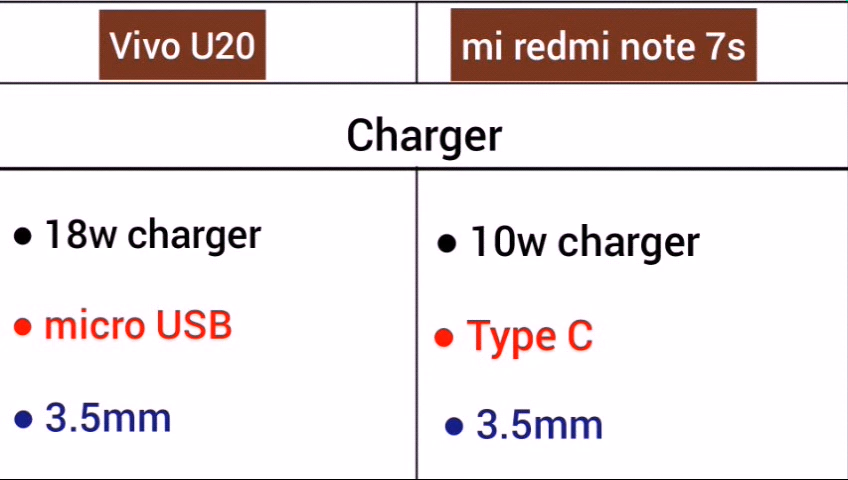 Vivo U20
mi redmi note 7s
Charger
• 18w charger
• micro USB
• 3.5mm
• 10w charger
• Type C
• 3.5mm